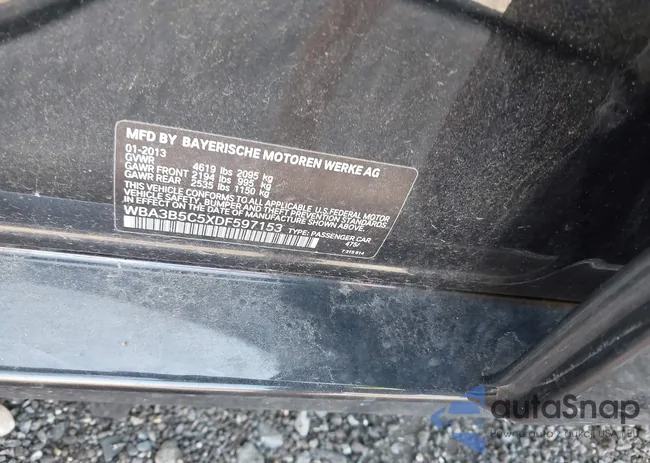 MFD BY BAYERISCHE MOTOREN WERKE AG
01-2013
GVWR 4619 lbs 2095 kg
GAWR FRONT 2194 lbs 995 kg
GAWR REAR 2535 lbs 1150 kg
THIS VEHICLE CONFORMS TO ALL APPLICABLE U.S. FEDERAL MOTOR
VEHICLE SAFETY, BUMPER, AND THEFT PREVENTION STANDARDS
IN EFFECT ON THE DATE OF MANUFACTURE SHOWN ABOVE.
WBA3B5C5XDF597153 TYPE: PASSENGER CAR
475/
autoSnap